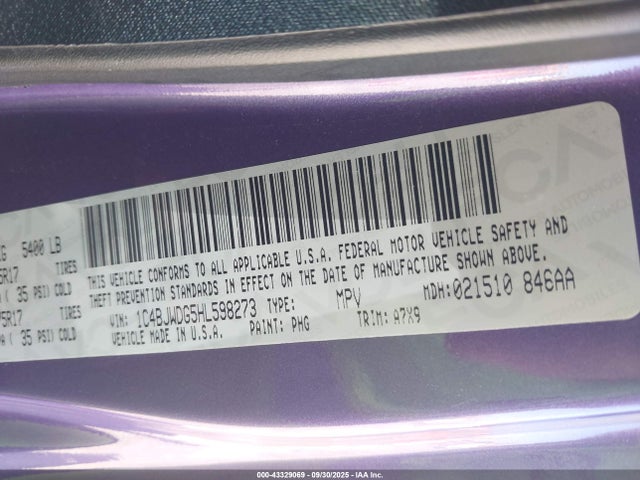 G 5400 LB
5R17 TIRES
( 35 PSI) COLD
5R17 TIRES
A ( 35 PSI) COLD
THIS VEHICLE CONFORMS TO ALL APPLICABLE U.S.A. FEDERAL MOTOR VEHICLE SAFETY AND
THEFT PREVENTION STANDARDS IN EFFECT ON THE DATE OF MANUFACTURE SHOWN ABOVE.
VIN: 1C4BJWDG5HL598273 TYPE: MPV MDH:021510 846AA
VEHICLE MADE IN U.S.A. PAINT: PHG TRIM: A7X9
000-43329069 - 09/30/2025 - IAA Inc.